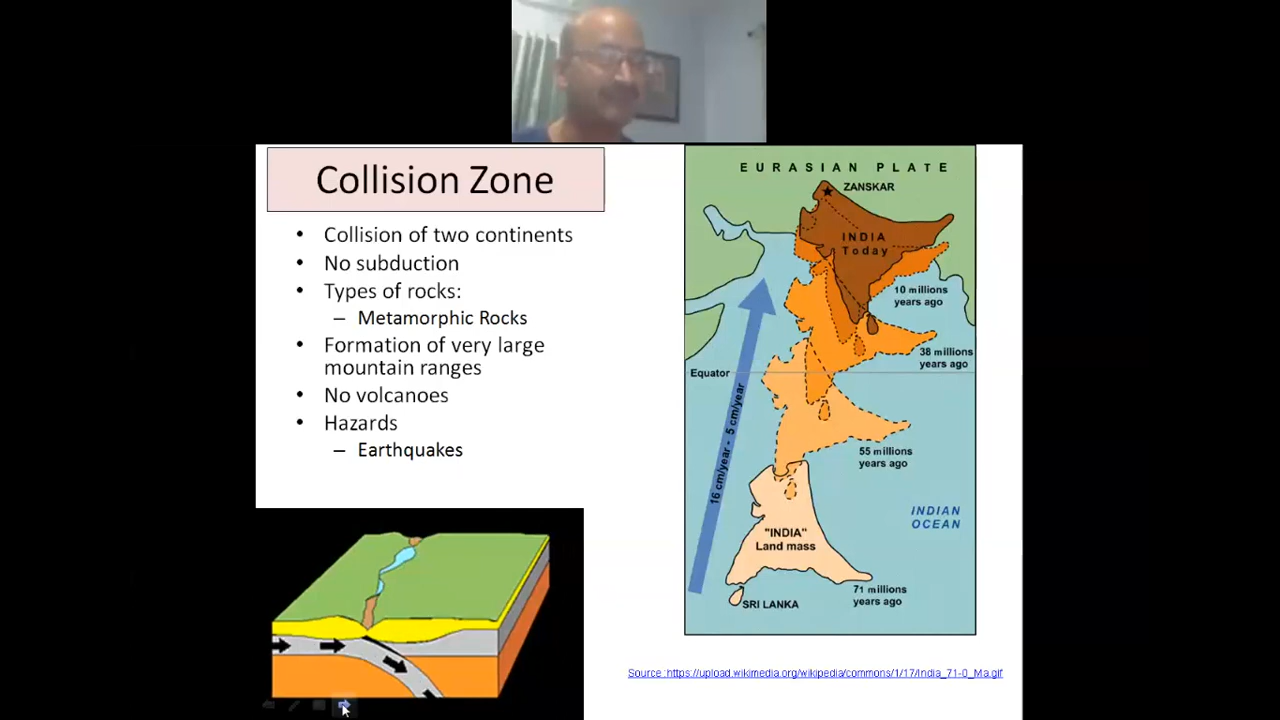 Collision Zone
• Collision of two continents
• No subduction
• Types of rocks:
– Metamorphic Rocks
• Formation of very large
mountain ranges
• No volcanoes
• Hazards
– Earthquakes
EURASIAN PLATE
ZANSKAR
INDIA
Today
10 millions
years ago
38 millions
years ago
Equator
16 cm/year - 5 cm/year
55 millions
years ago
INDIAN
OCEAN
"INDIA"
Land mass
71 millions
years ago
SRI LANKA
Source :https://upload.wikimedia.org/wikipedia/commons/1/17/India_71-0_Ma.gif